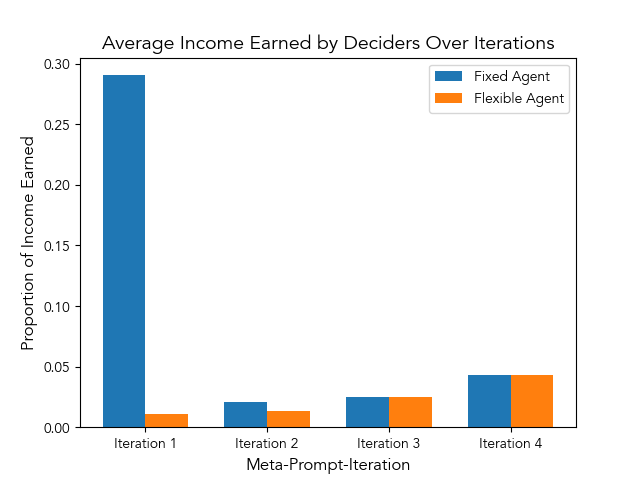 Average Income Earned by Deciders Over Iterations
Fixed Agent
Flexible Agent
Proportion of Income Earned
0.30
0.25
0.20
0.15
0.10
0.05
0.00
Iteration 1
Iteration 2
Iteration 3
Iteration 4
Meta-Prompt-Iteration